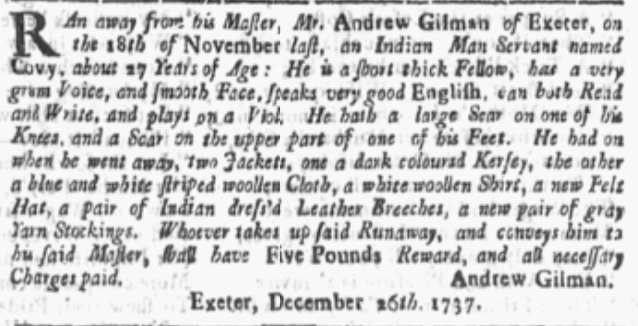 RAn away from his Master, Mr. Andrew Gilman of Exeter, on
the 18th of November last, an Indian Man Servant named
Covy, about 27 Years of Age: He is a short thick Fellow, has a very
grum Voice, and smooth Face, speaks very good English, can both Read
and Write, and plays on a Viol. He hath a large Scar on one of his
Knees, and a Scar on the upper part of one of his Feet. He had on
when he went away, two Jackets, one a dark coloured Kersey, the other
a blue and white striped woollen Cloth, a white woollen Shirt, a new Felt
Hat, a pair of Indian dress'd Leather Breeches, a new pair of gray
Yarn Stockings. Whoever takes up said Runaway, and conveys him to
his said Master, shall have Five Pounds Reward, and all necessary
Charges paid. Andrew Gilman.
Exeter, December 26th. 1737.